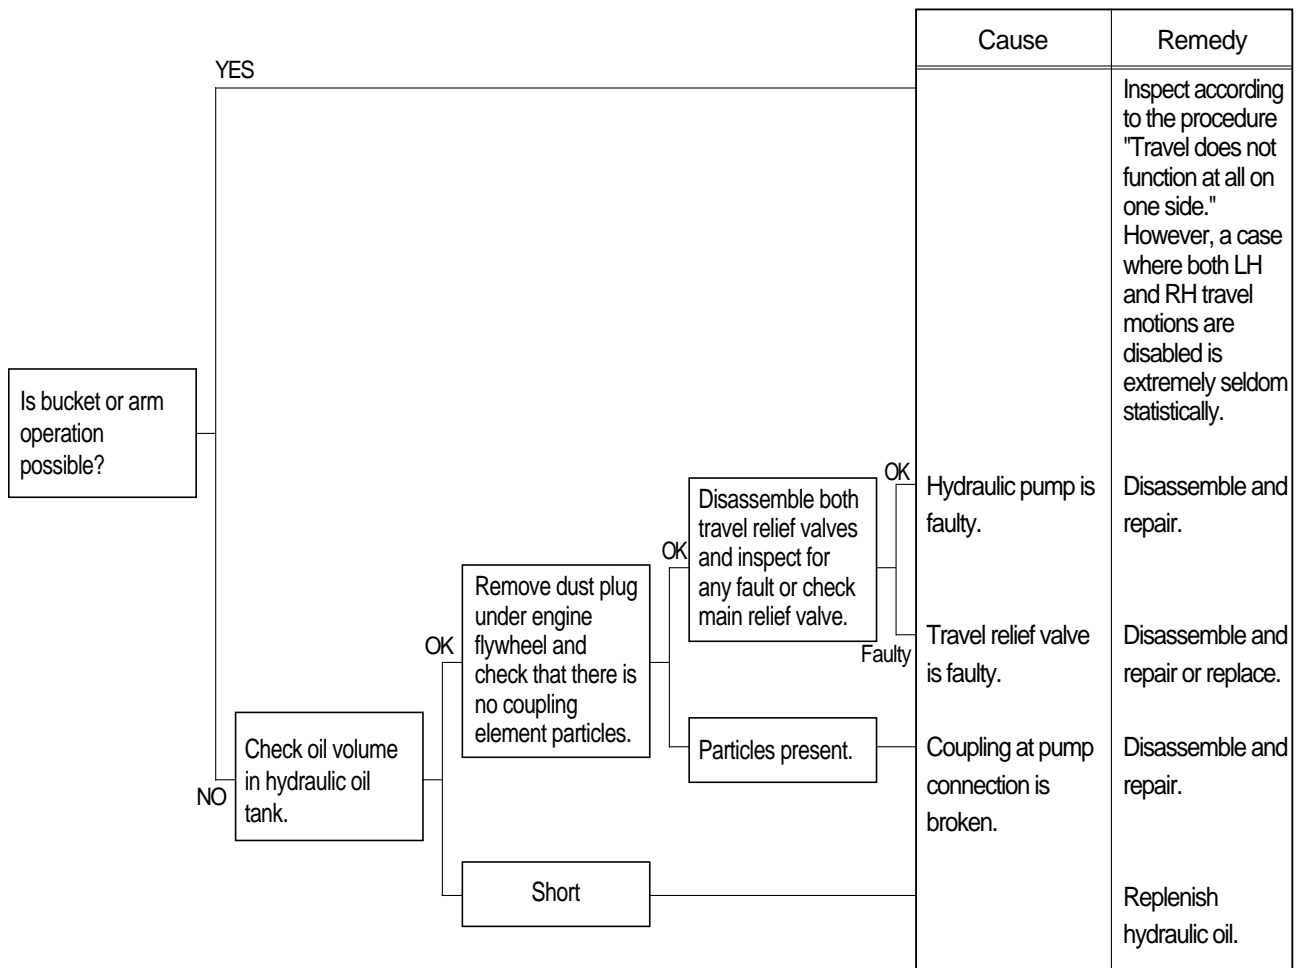 Cause
Remedy
YES
Inspect according
to the procedure
"Travel does not
function at all on
one side."
However, a case
where both LH
and RH travel
motions are
disabled is
extremely seldom
statistically.
Is bucket or arm
operation
possible?
NO
Check oil volume
in hydraulic oil
tank.
OK
Remove dust plug
under engine
flywheel and
check that there is
no coupling
element particles.
OK
Disassemble both
travel relief valves
and inspect for
any fault or check
main relief valve.
OK
Hydraulic pump is
faulty.
Disassemble and
repair.
Faulty
Travel relief valve
is faulty.
Disassemble and
repair or replace.
Particles present.
Coupling at pump
connection is
broken.
Disassemble and
repair.
Short
Replenish
hydraulic oil.